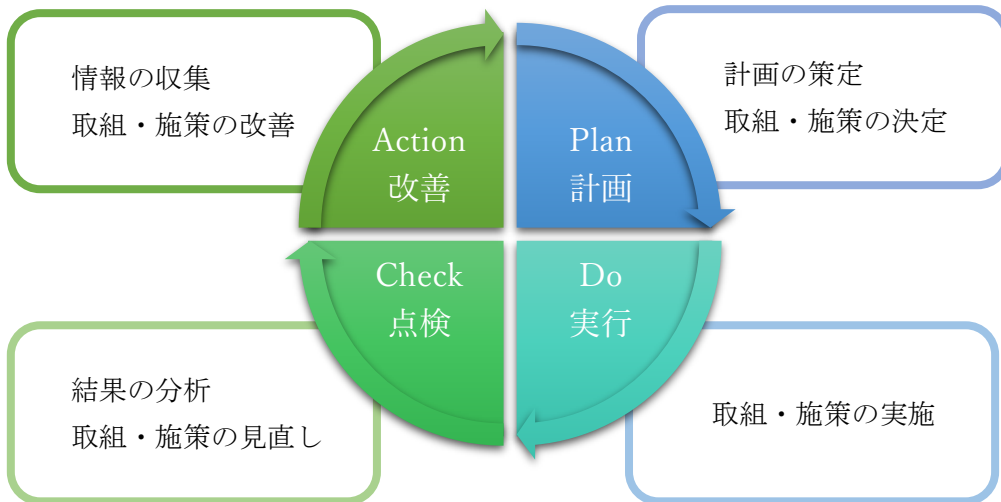 情報の収集
取組・施策の改善
Action
改善
Plan
計画
計画の策定
取組・施策の決定
結果の分析
取組・施策の見直し
Check
点検
Do
実行
取組・施策の実施